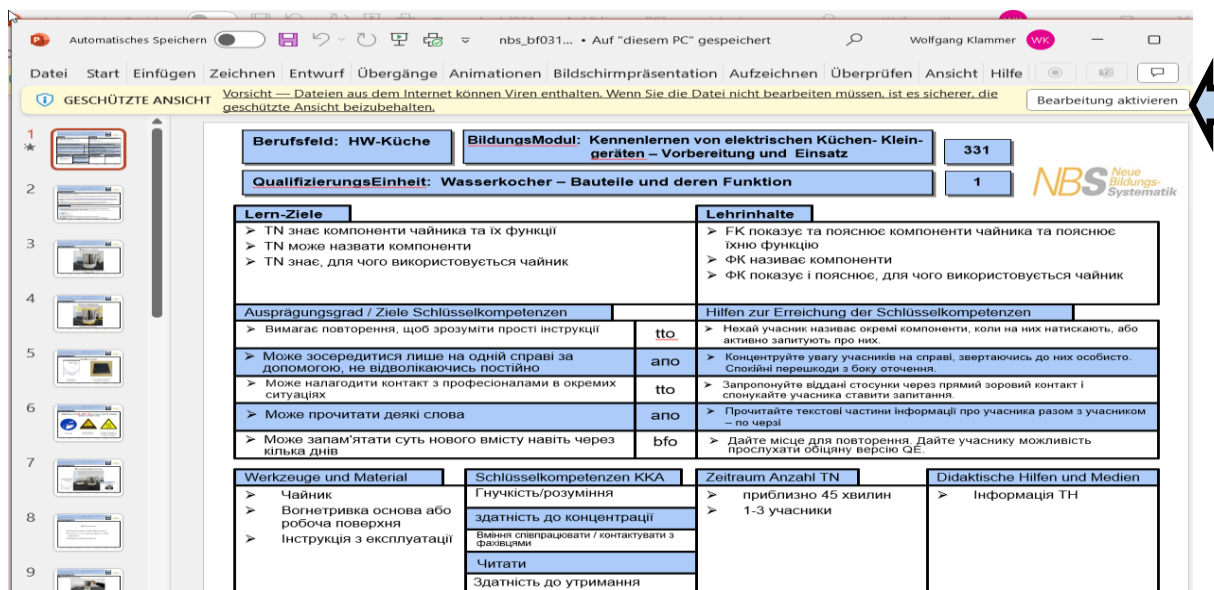 Automatisches Speichern
nbs_bf031... • Auf "diesem PC" gespeichert
Wolfgang Klammer
WK
Datei Start Einfügen Zeichnen Entwurf Übergänge Animationen Bildschirmpräsentation Aufzeichnen Überprüfen Ansicht Hilfe
GESCHÜTZTE ANSICHT
Vorsicht — Dateien aus dem Internet können Viren enthalten. Wenn Sie die Datei nicht bearbeiten müssen, ist es sicherer, die
geschützte Ansicht beizubehalten.
Bearbeitung aktivieren
1
2
3
4
5
6
7
8
9
Berufsfeld: HW-Küche
BildungsModul: Kennenlernen von elektrischen Küchen- Klein-
geräten – Vorbereitung und Einsatz
331
QualifizierungsEinheit: Wasserkocher – Bauteile und deren Funktion
1
NBS Neue
Bildungs-
Systematik
Lern-Ziele
➢ TN знає компоненти чайника та їх функції
➢ TN може назвати компоненти
➢ TN знає, для чого використовується чайник
Lehrinhalte
➢ FK показує та пояснює компоненти чайника та пояснює
їхню функцію
➢ ФК називає компоненти
➢ ФК показує і пояснює, для чого використовується чайник
Ausprägungsgrad / Ziele Schlüsselkompetenzen
Hilfen zur Erreichung der Schlüsselkompetenzen
➢ Вимагає повторення, щоб зрозуміти прості інструкції
tto
➢ Нехай учасник називає окремі компоненти, коли на них натискають, або
активно запитують про них.
➢ Може зосередитися лише на одній справі за
допомогою, не відволікаючись постійно
апо
➢ Концентруйте увагу учасників на справі, звертаючись до них особисто.
Спокійні перешкоди з боку оточення.
➢ Може налагодити контакт з професіоналами в окремих
ситуаціях
tto
➢ Запропонуйте віддані стосунки через прямий зоровий контакт і
спонукайте учасника ставити запитання.
➢ Може прочитати деякі слова
апо
➢ Прочитайте текстові частини інформації про учасника разом з учасником
– по черзі
➢ Може запам'ятати суть нового вмісту навіть через
кілька днів
bfo
➢ Дайте місце для повторення. Дайте учаснику можливість
прослухати обіцяну версію QE.
Werkzeuge und Material
➢ Чайник
➢ Вогнетривка основа або
робоча поверхня
➢ Інструкція з експлуатації
Schlüsselkompetenzen KKA
Гнучкість/розуміння
здатність до концентрації
Вміння співпрацювати / контактувати з
фахівцями
Читати
Здатність до утримання
Zeitraum Anzahl TN
➢ приблизно 45 хвилин
➢ 1-3 учасники
Didaktische Hilfen und Medien
➢ Інформація ТН